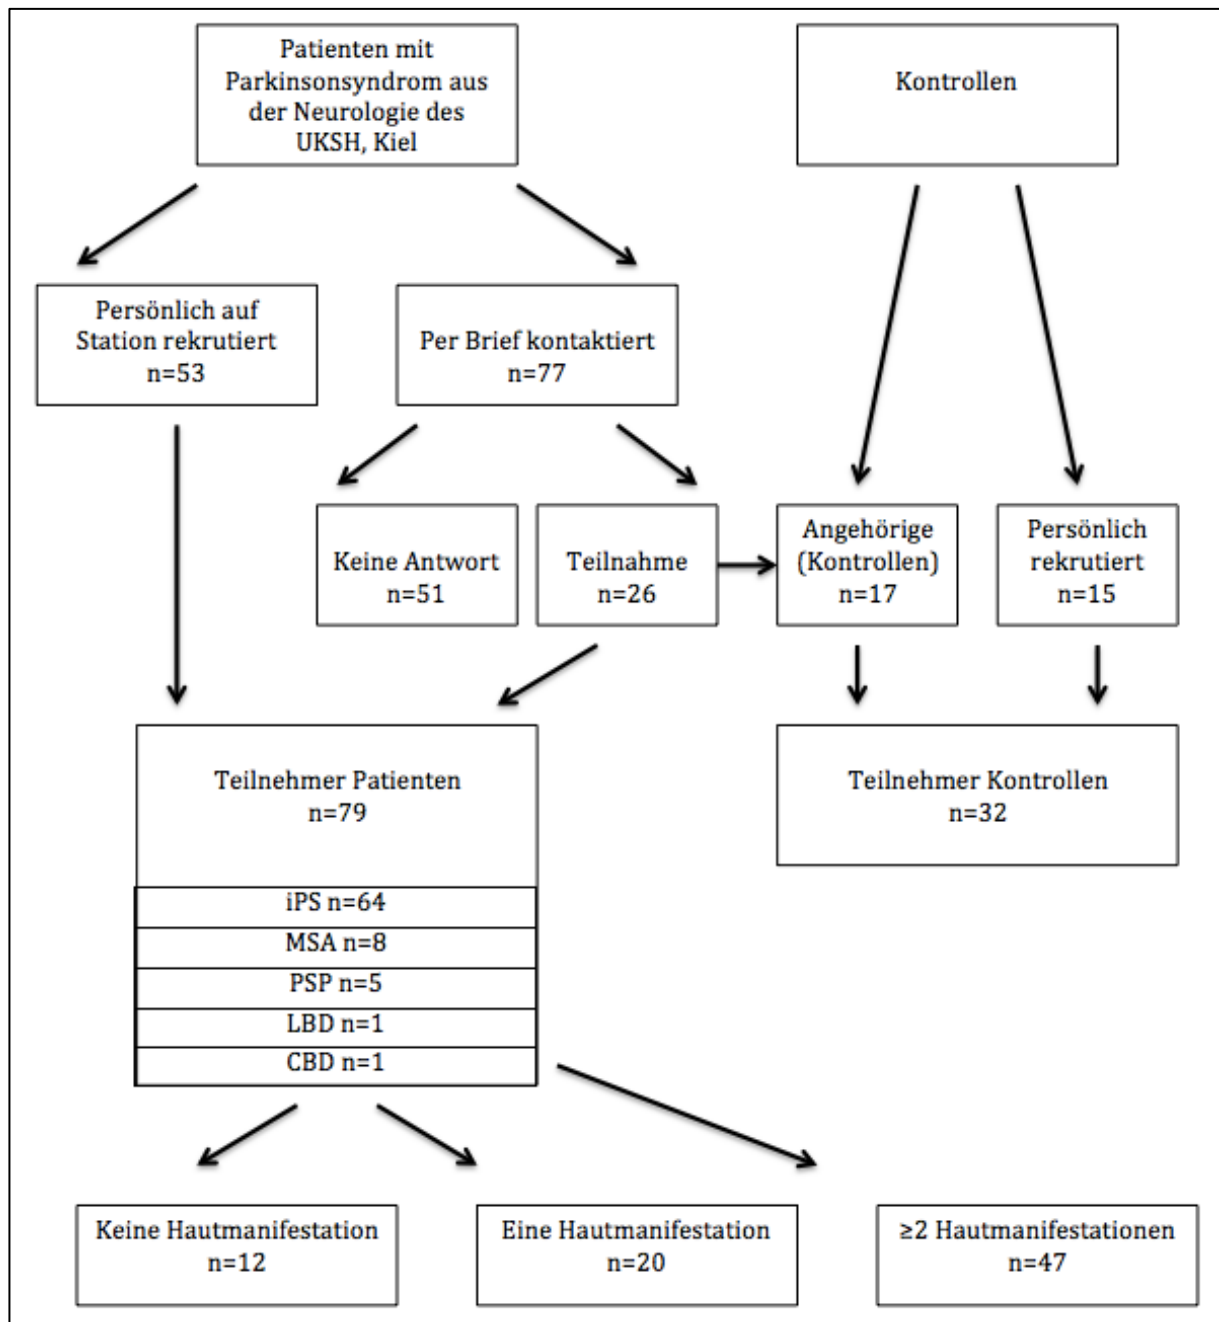 Patienten mit
Parkinsonsyndrom aus
der Neurologie des
UKSH, Kiel
Kontrollen
Persönlich auf
Station rekrutiert
n=53
Per Brief kontaktiert
n=77
Keine Antwort
n=51
Teilnahme
n=26
Angehörige
(Kontrollen)
n=17
Persönlich
rekrutiert
n=15
Teilnehmer Patienten
n=79
iPS n=64
MSA n=8
PSP n=5
LBD n=1
CBD n=1
Teilnehmer Kontrollen
n=32
Keine Hautmanifestation
n=12
Eine Hautmanifestation
n=20
≥2 Hautmanifestationen
n=47